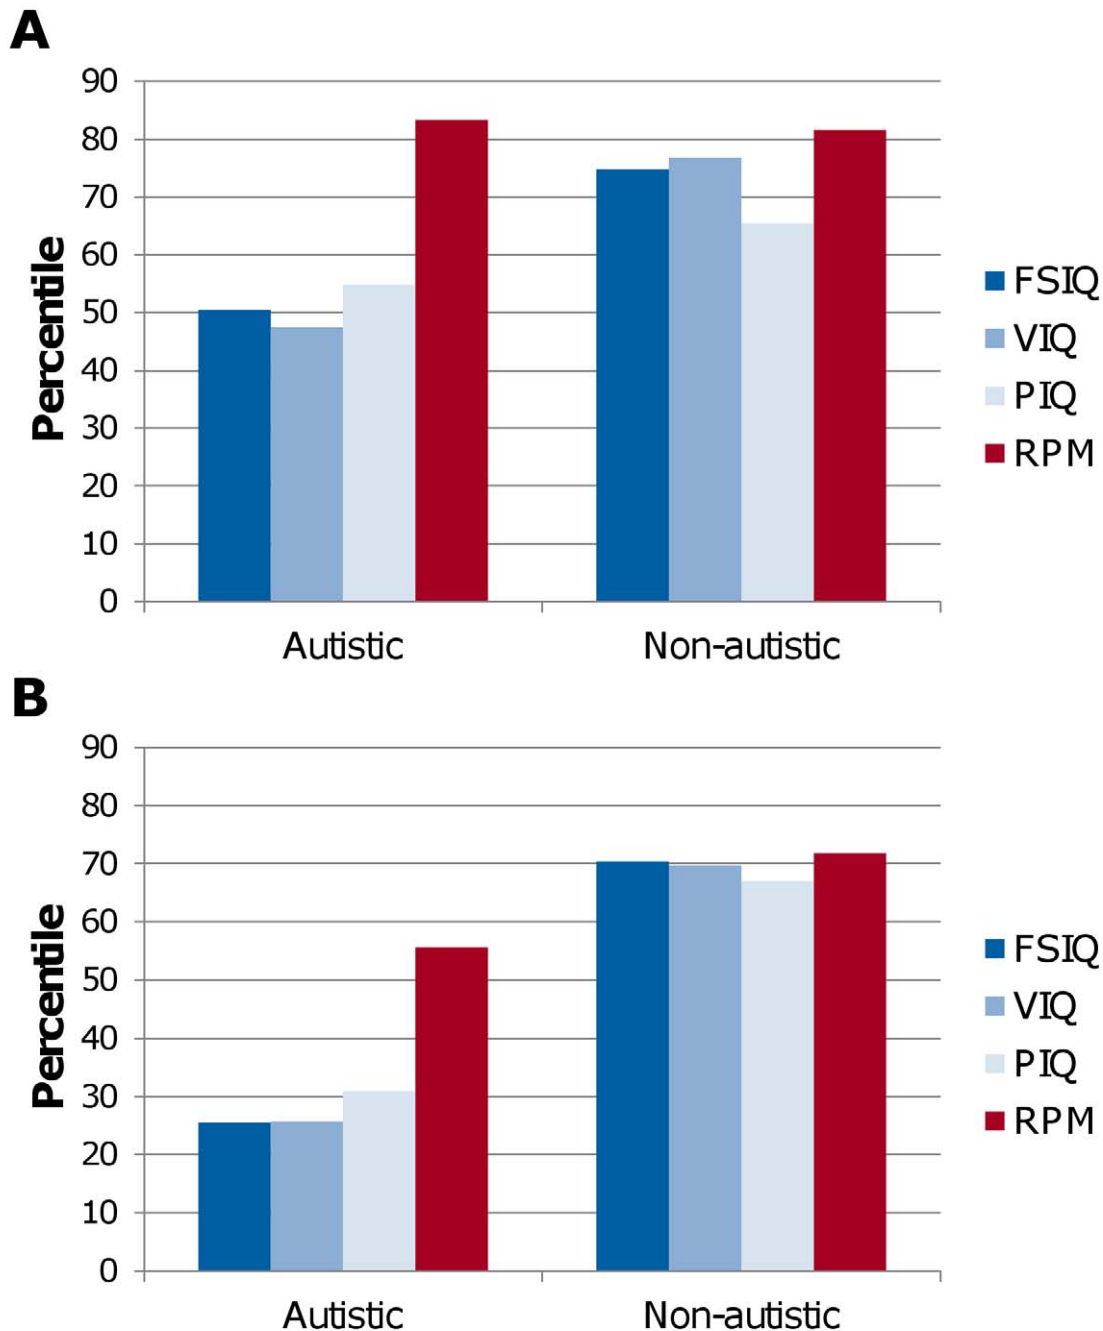 A
90
80
70
60
50
40
30
20
10
0
Percentile
Autistic
Non-autistic
FSIQ
VIQ
PIQ
RPM
B
90
80
70
60
50
40
30
20
10
0
Percentile
Autistic
Non-autistic
FSIQ
VIQ
PIQ
RPM